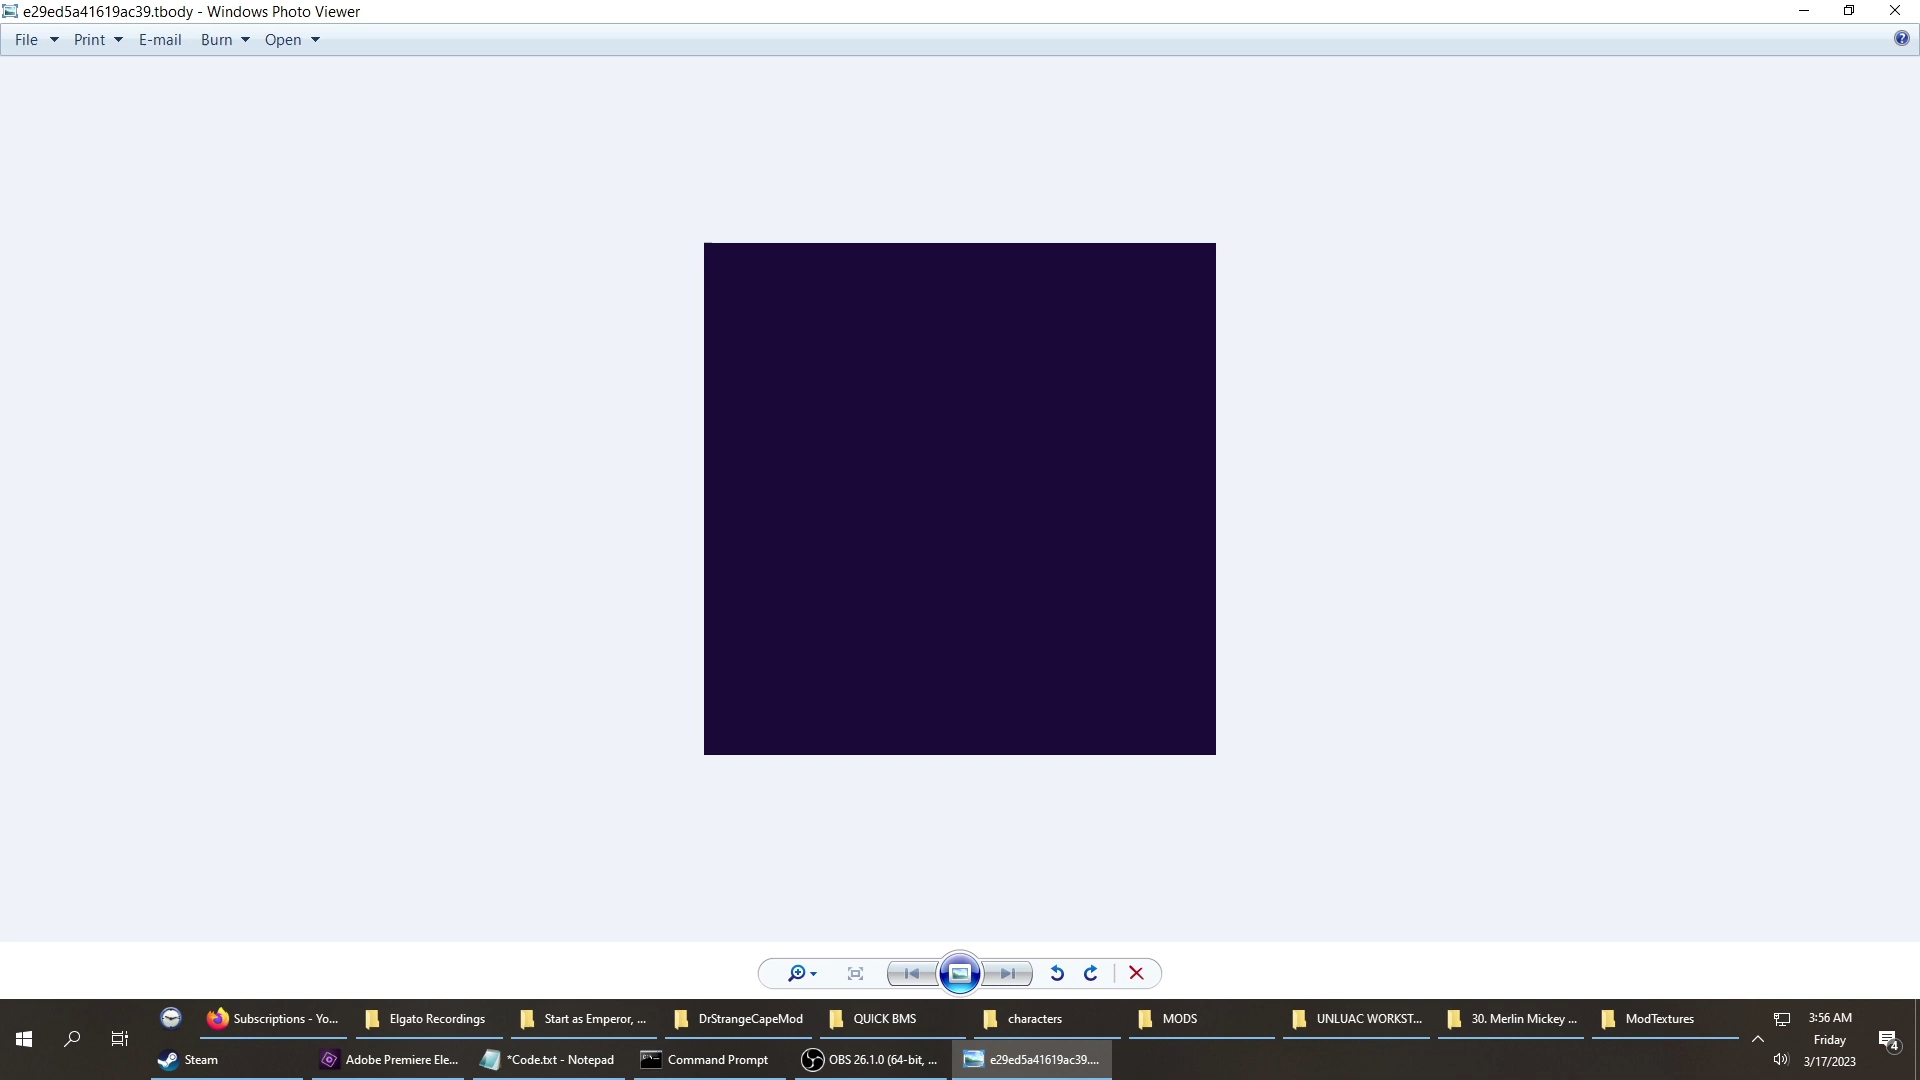 e29ed5a41619ac39.tbody - Windows Photo Viewer
File Print E-mail Burn Open
Subscriptions - Yo... Elgato Recordings Start as Emperor, ... DrStrangeCapeMod QUICK BMS characters MODS UNLUAC WORKST... 30. Merlin Mickey ... ModTextures 3:56 AM
Friday
Steam Adobe Premiere Ele... *Code.txt - Notepad Command Prompt OBS 26.1.0 (64-bit, ... e29ed5a41619ac39.... 3/17/2023
4